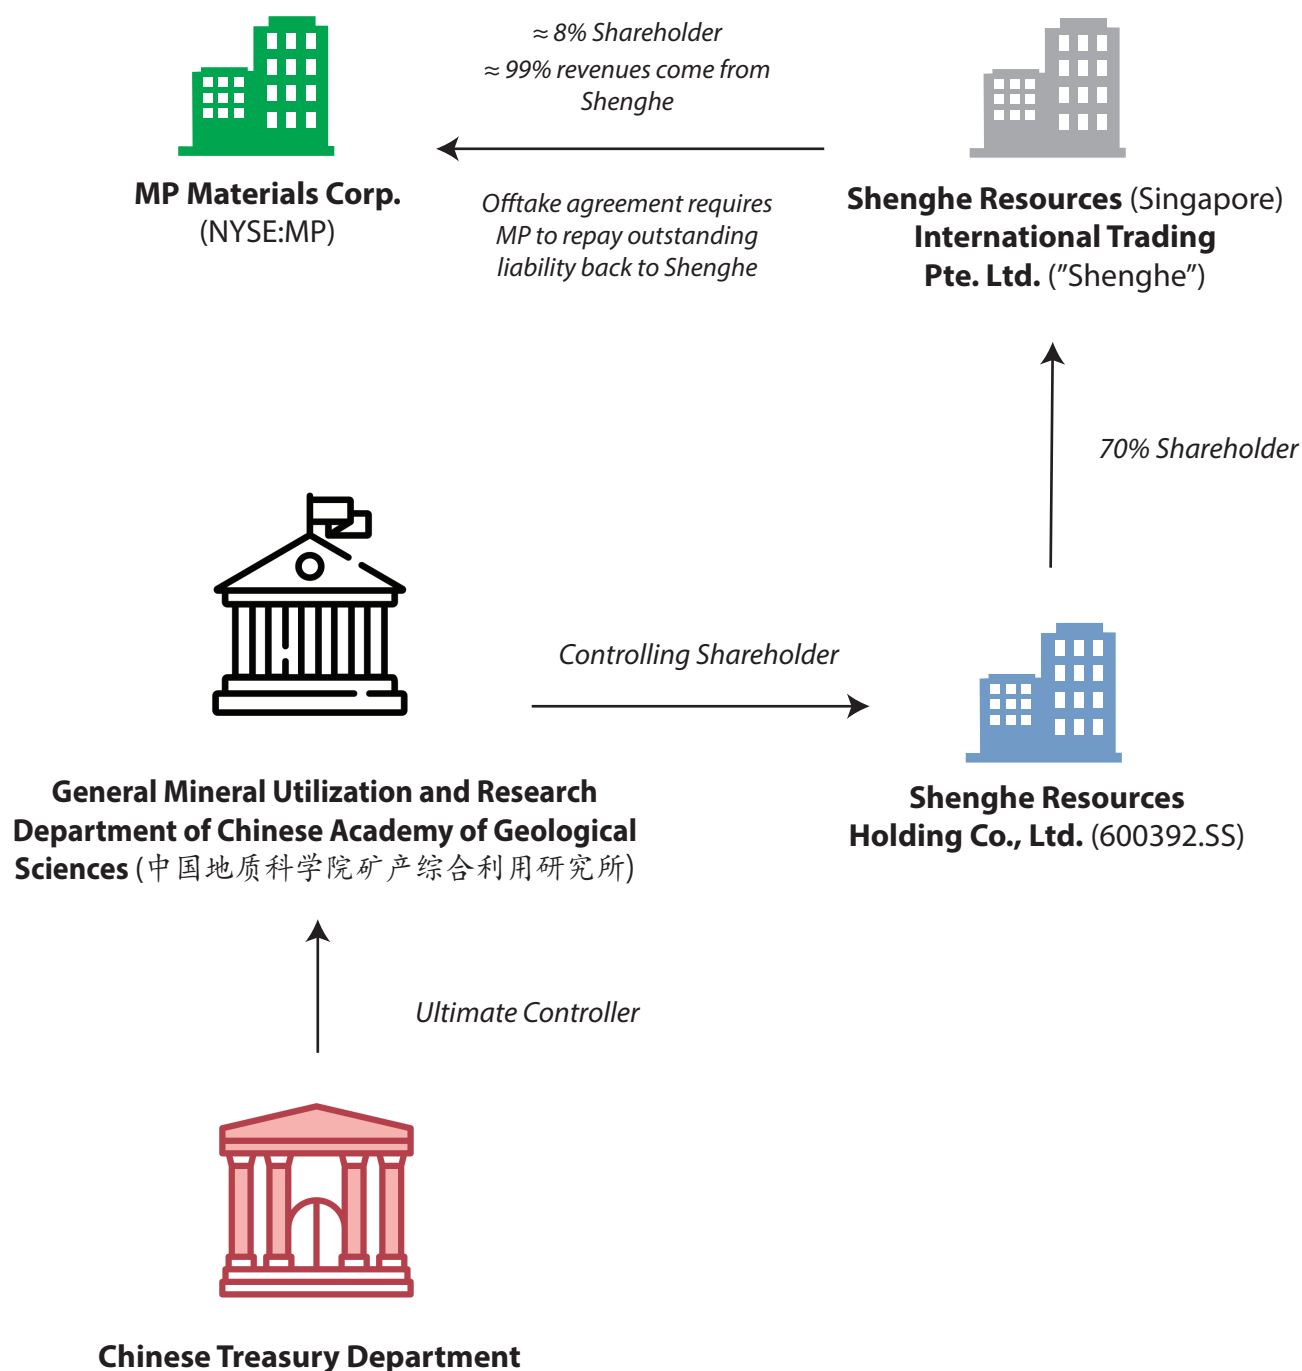 ≈ 8% Shareholder
≈ 99% revenues come from
Shenghe
MP Materials Corp.
(NYSE:MP)
Offtake agreement requires
MP to repay outstanding
liability back to Shenghe
Shenghe Resources (Singapore)
International Trading
Pte. Ltd. (”Shenghe”)
70% Shareholder
Controlling Shareholder
General Mineral Utilization and Research
Department of Chinese Academy of Geological
Sciences (中国地质科学院矿产综合利用研究所)
Shenghe Resources
Holding Co., Ltd. (600392.SS)
Ultimate Controller
Chinese Treasury Department